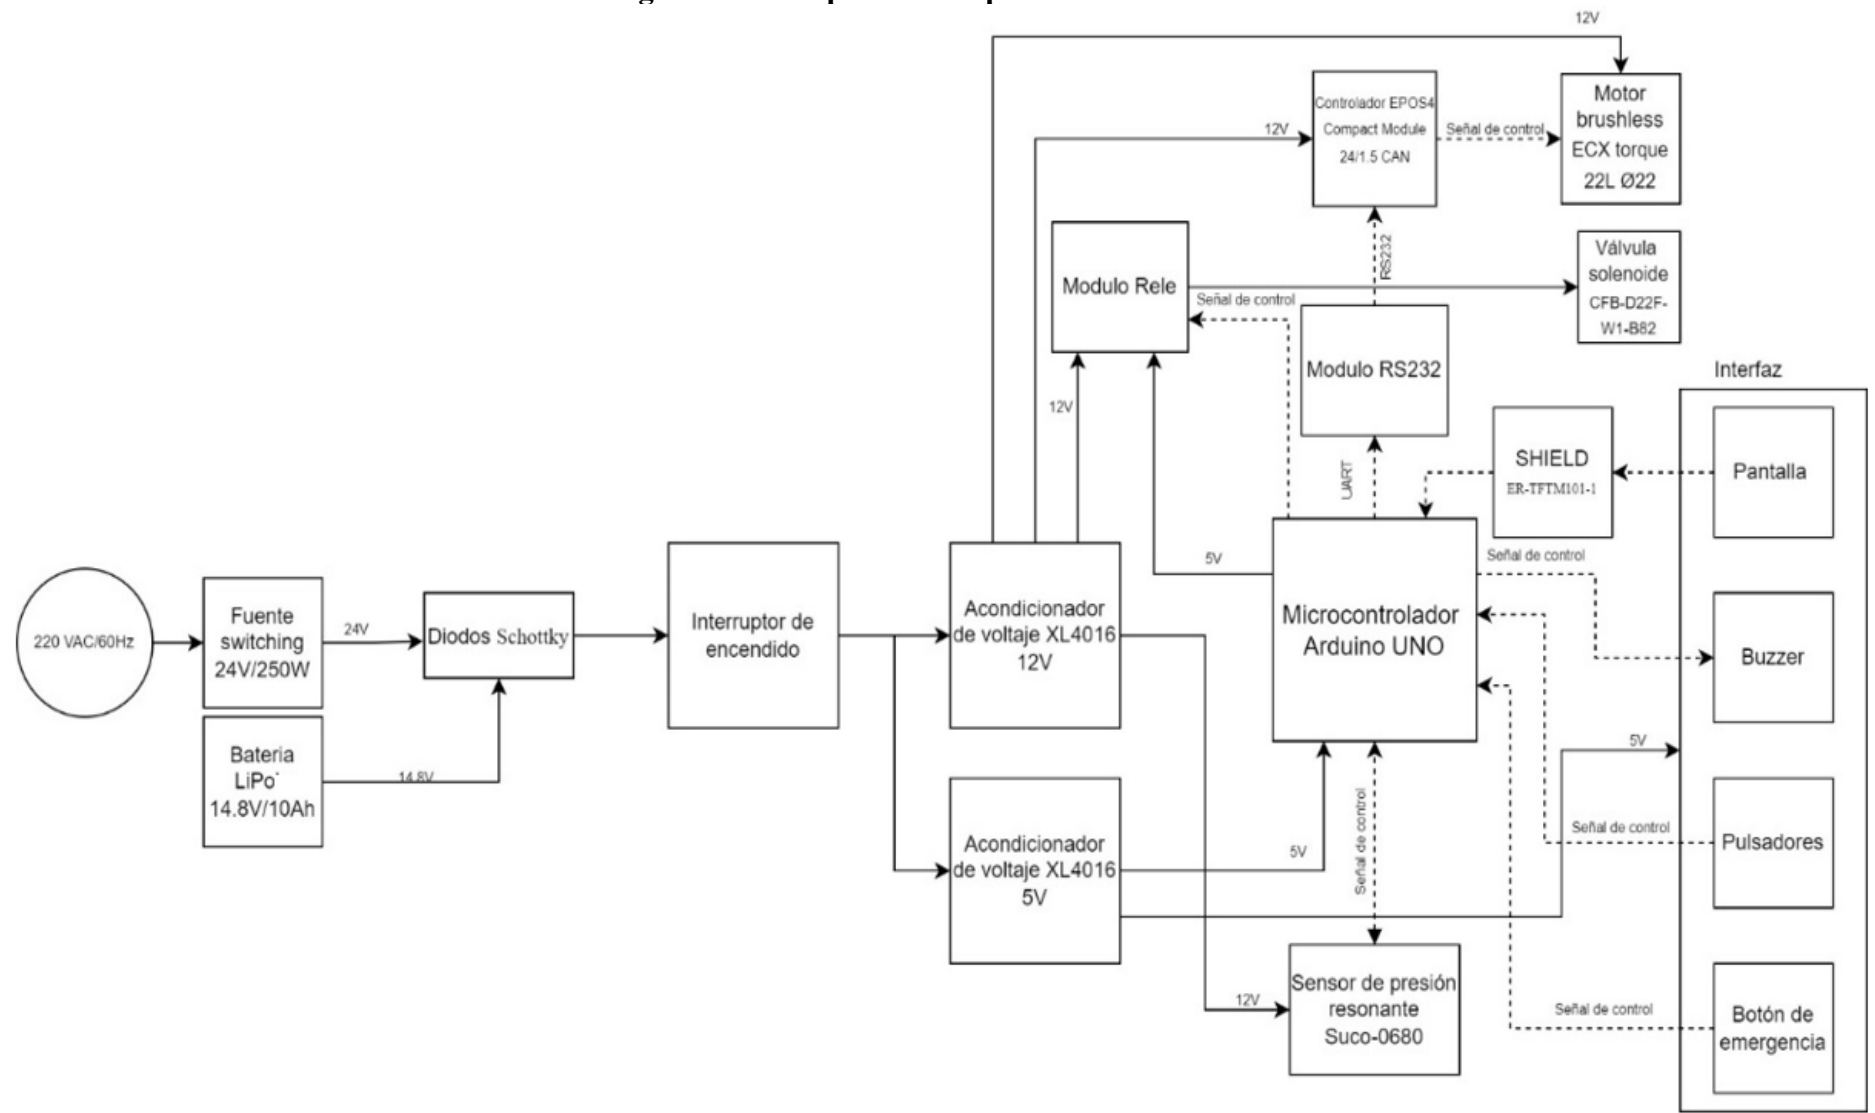 12V
Controlador EPOS4
Compact Module
24/1.5 CAN
12V
Señal de control
Motor
brushless
ECX torque
22L Ø22
RS232
Modulo Rele
Señal de control
Válvula
solenoide
CFB-D22F-
W1-B82
Modulo RS232
Interfaz
12V
UART
SHIELD
ER-TFTM101-1
Pantalla
5V
Señal de control
220 VAC/60Hz
Fuente
switching
24V/250W
24V
Diodos Schottky
Interruptor de
encendido
Acondicionador
de voltaje XL4016
12V
Microcontrolador
Arduino UNO
Buzzer
Bateria
LiPo
14.8V/10Ah
14.8V
5V
Acondicionador
de voltaje XL4016
5V
5V
Señal de control
Señal de control
Pulsadores
12V
Sensor de presión
resonante
Suco-0680
Señal de control
Botón de
emergencia